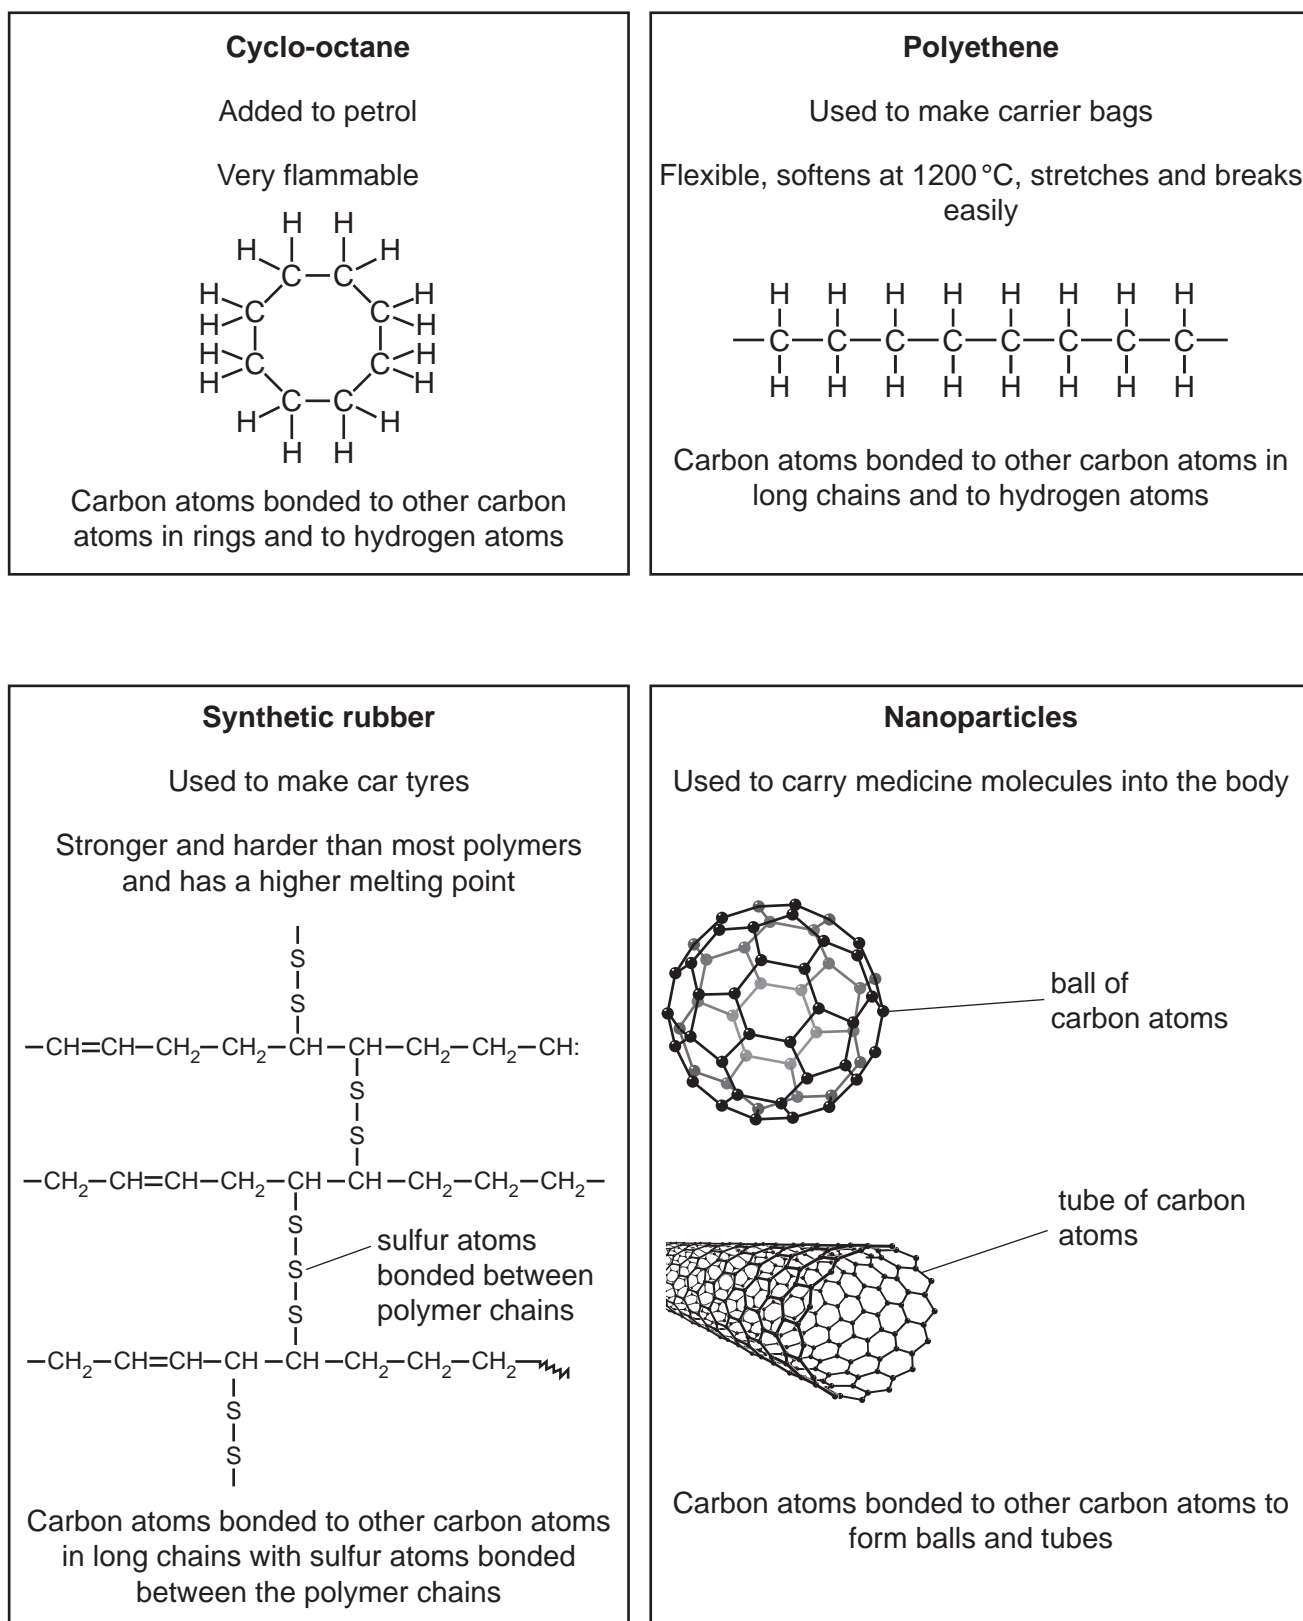 Cyclo-octane
Added to petrol
Very flammable
H H
H C — C H
H C C H
H H
H C C H
H H
H C — C H
H H
Carbon atoms bonded to other carbon
atoms in rings and to hydrogen atoms
Polyethene
Used to make carrier bags
Flexible, softens at 1200 °C, stretches and breaks
easily
H H H H H H H H
— C — C — C — C — C — C — C — C —
H H H H H H H H
Carbon atoms bonded to other carbon atoms in
long chains and to hydrogen atoms
Synthetic rubber
Used to make car tyres
Stronger and harder than most polymers
and has a higher melting point
S
S
—CH=CH—CH₂—CH₂—CH—CH—CH₂—CH₂—CH:
S
S
—CH₂—CH=CH—CH₂—CH—CH—CH₂—CH₂—CH₂—
S
S
S
sulfur atoms
bonded between
polymer chains
—CH₂—CH=CH—CH—CH—CH₂—CH₂—CH₂—
S
S
Carbon atoms bonded to other carbon atoms
in long chains with sulfur atoms bonded
between the polymer chains
Nanoparticles
Used to carry medicine molecules into the body
ball of
carbon atoms
tube of carbon
atoms
Carbon atoms bonded to other carbon atoms to
form balls and tubes